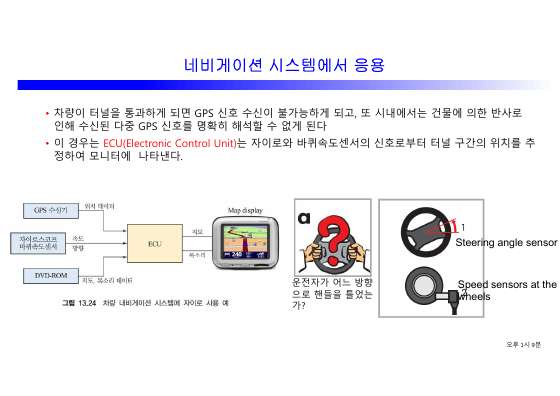 네비게이션 시스템에서 응용
• 차량이 터널을 통과하게 되면 GPS 신호 수신이 불가능하게 되고, 또 시내에서는 건물에 의한 반사로
인해 수신된 다중 GPS 신호를 명확히 해석할 수 없게 된다
• 이 경우는 ECU(Electronic Control Unit)는 자이로와 바퀴속도센서의 신호로부터 터널 구간의 위치를 추
정하여 모니터에 나타낸다.
GPS 수신기
위치 데이터
자이로스코프
바퀴속도센서
속도
방향
DVD-ROM
지도, 목소리 데이터
ECU
지도
목소리
Map display
240
그림 13.24 차량 내비게이션 시스템에 자이로 사용 예
a
?
운전자가 어느 방향
으로 핸들을 틀었는
가?
1
Steering angle sensor
Speed sensors at the
wheels
오후 1시 9분